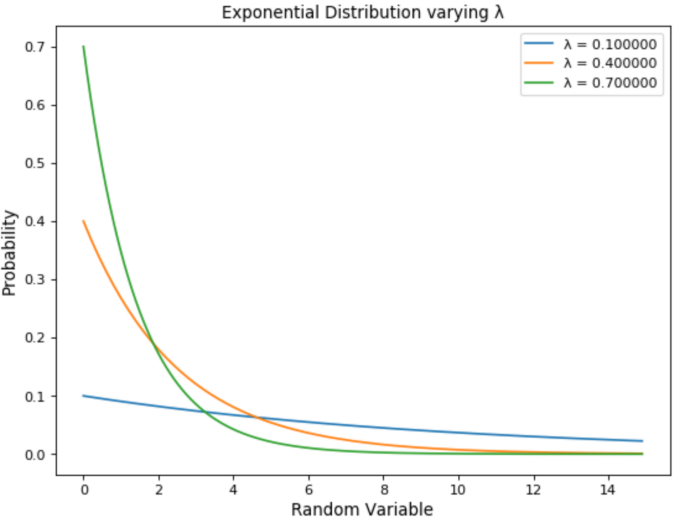 Exponential Distribution varying λ
λ = 0.100000
λ = 0.400000
λ = 0.700000
0.7
0.6
0.5
0.4
0.3
0.2
0.1
0.0
Probability
0 2 4 6 8 10 12 14
Random Variable